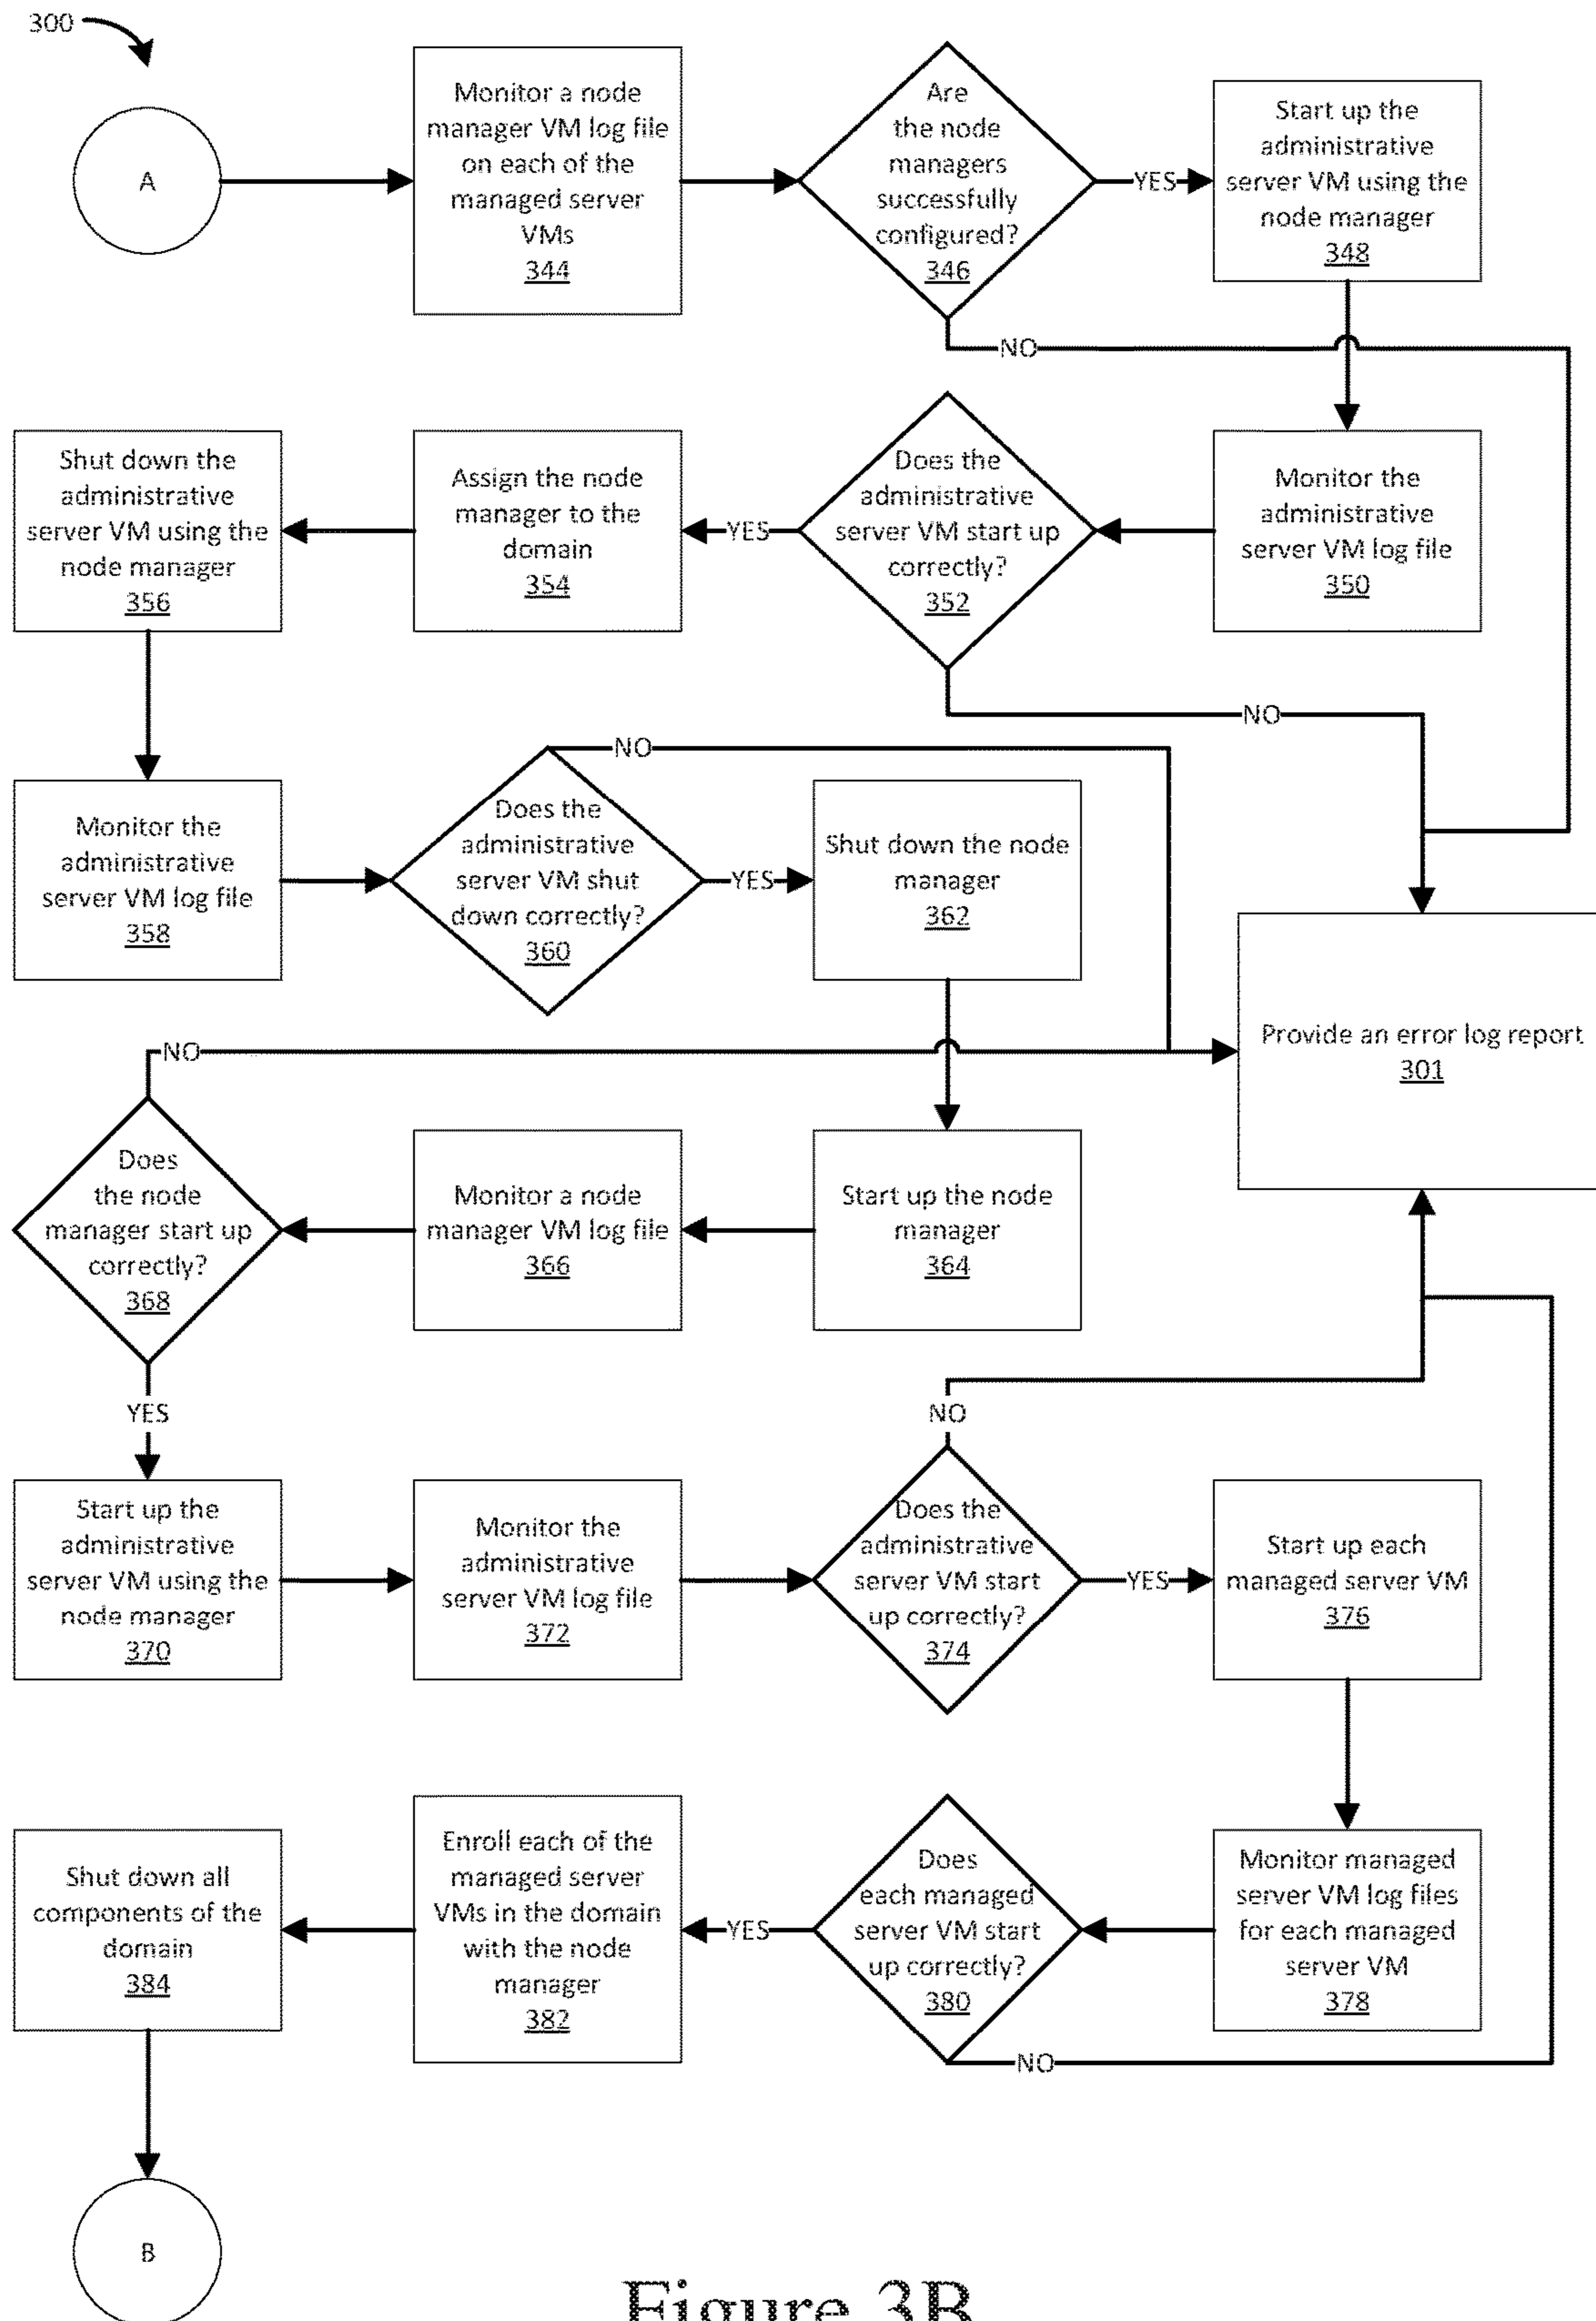 300
A
Monitor a node
manager VM log file
on each of the
managed server
VMs
344
Are
the node
managers
successfully
configured?
346
YES
Start up the
administrative
server VM using the
node manager
348
NO
Shut down the
administrative
server VM using the
node manager
356
Assign the node
manager to the
domain
354
YES
Does the
administrative
server VM start up
correctly?
352
Monitor the
administrative
server VM log file
350
NO
NO
Monitor the
administrative
server VM log file
358
Does the
administrative
server VM shut
down correctly?
360
YES
Shut down the node
manager
362
Provide an error log report
301
NO
Does
the node
manager start up
correctly?
368
Monitor a node
manager VM log file
366
Start up the node
manager
364
YES
NO
Start up the
administrative
server VM using the
node manager
370
Monitor the
administrative
server VM log file
372
Does the
administrative
server VM start
up correctly?
374
YES
Start up each
managed server VM
376
Shut down all
components of the
domain
384
Enroll each of the
managed server
VMs in the domain
with the node
manager
382
YES
Does
each managed
server VM start
up correctly?
380
Monitor managed
server VM log files
for each managed
server VM
378
NO
B
Figure 3B